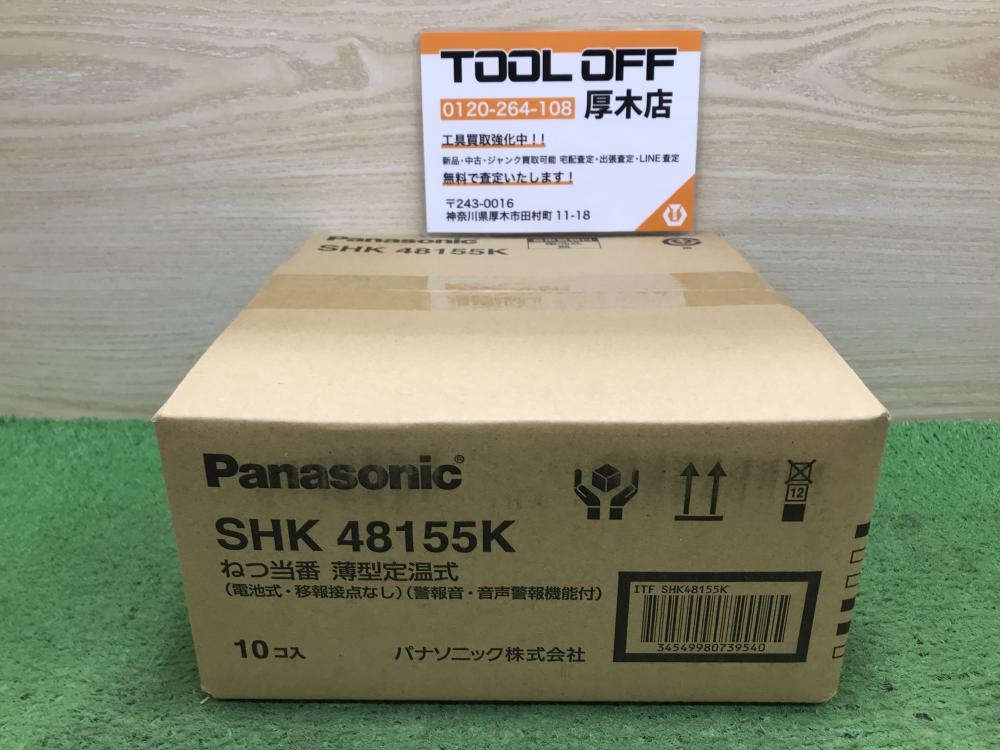 TOOL OFF
0120-264-108 厚木店
工具買取強化中！！
新品・中古・ジャンク買取可能 宅配査定・出張査定・LINE査定
無料で査定いたします！
〒243-0016
神奈川県厚木市田村町 11-18
Panasonic
SHK 48155K
Panasonic®
SHK 48155K
ねつ当番 薄型定温式
(電池式・移報接点なし)(警報音・音声警報機能付)
10コ入
パナソニック株式会社
12
ITF SHK48155K
34549980739540